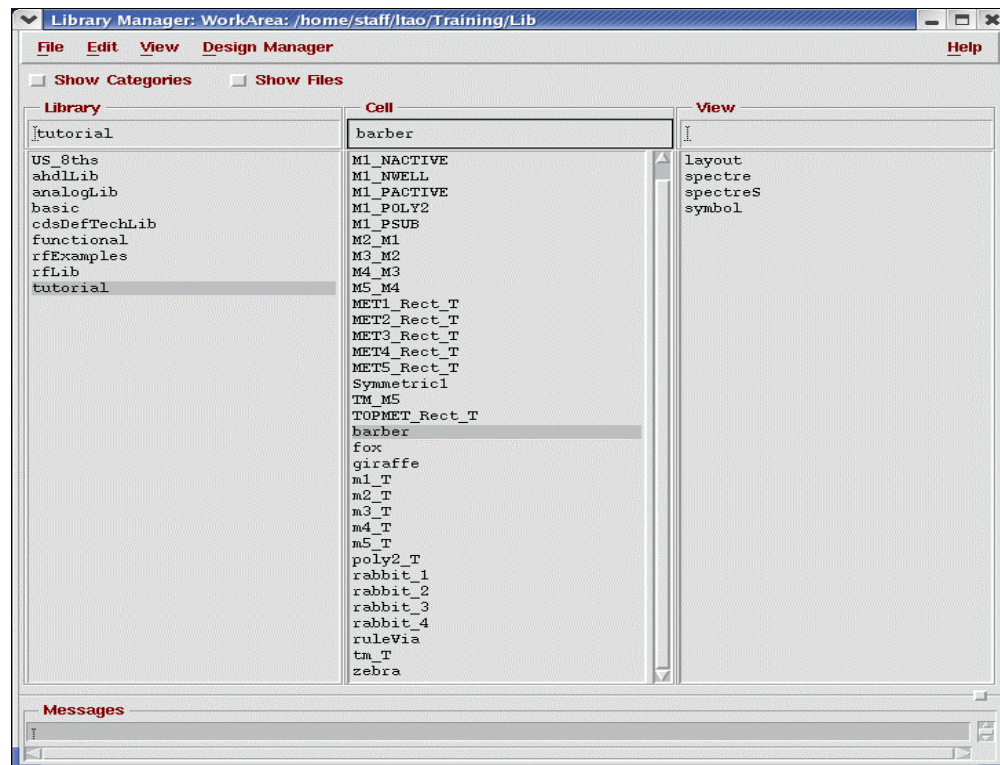 Library Manager: WorkArea: /home/staff/ltao/Training/Lib
File Edit View Design Manager Help
Show Categories Show Files
Library
tutorial
US_8ths
ahdlLib
analogLib
basic
cdsDefTechLib
functional
rfExamples
rfLib
tutorial
Cell
barber
M1_NACTIVE
M1_NWELL
M1_PACTIVE
M1_POLY2
M1_PSUB
M2_M1
M3_M2
M4_M3
M5_M4
MET1_Rect_T
MET2_Rect_T
MET3_Rect_T
MET4_Rect_T
MET5_Rect_T
Symmetric1
TM_M5
TOPMET_Rect_T
barber
fox
giraffe
m1_T
m2_T
m3_T
m4_T
m5_T
poly2_T
rabbit_1
rabbit_2
rabbit_3
rabbit_4
ruleVia
tm_T
zebra
View
layout
spectre
spectreS
symbol
Messages